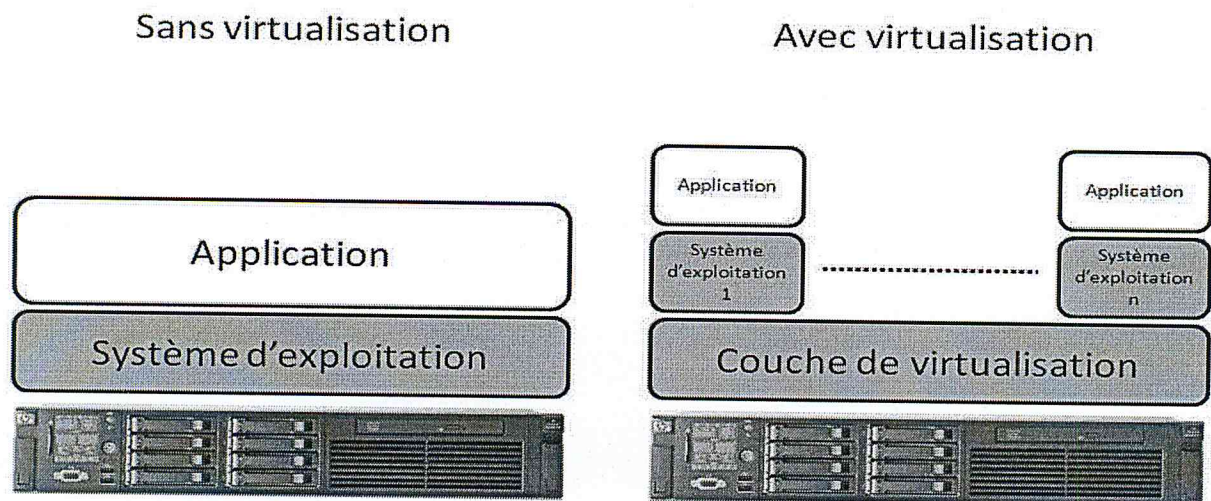 Sans virtualisation
Avec virtualisation
Application
Système d'exploitation
Application
Système
d'exploitation
1
Application
Système
d'exploitation
n
Couche de virtualisation